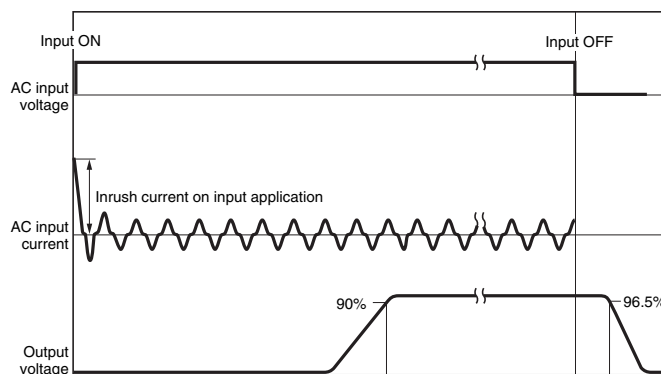 Input ON
Input OFF
AC input
voltage
Inrush current on input application
AC input
current
90%
96.5%
Output
voltage